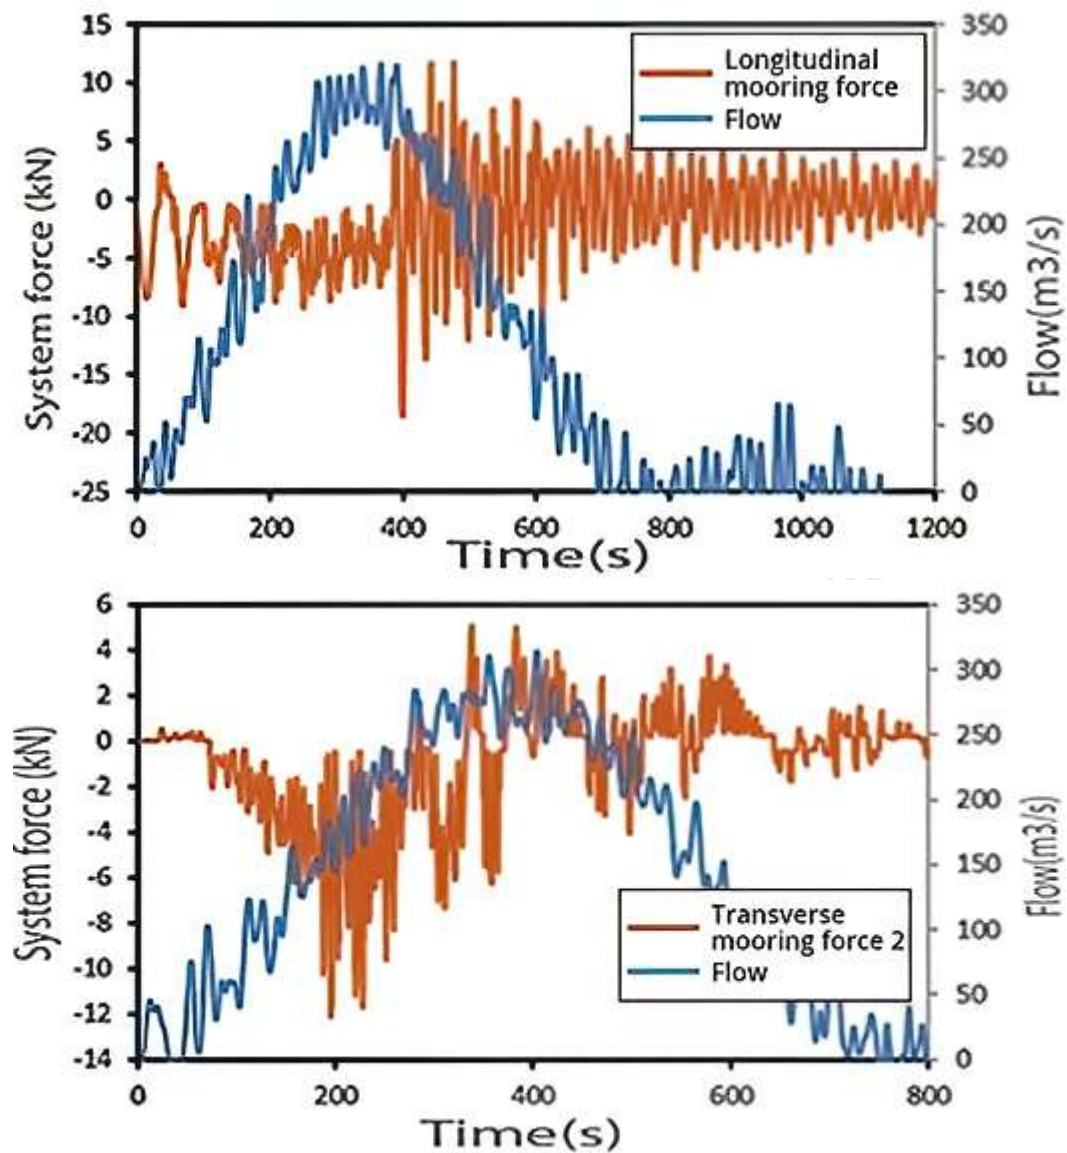 15
10
5
0
-5
-10
-15
-20
-25
System force (kN)
350
300
250
200
150
100
50
0
Flow(m3/s)
Longitudinal
mooring force
Flow
0 200 400 600 800 1000 1200
Time(s)
6
4
2
0
-2
-4
-6
-8
-10
-12
-14
System force (kN)
350
300
250
200
150
100
50
0
Flow(m3/s)
Transverse
mooring force 2
Flow
0 200 400 600 800
Time(s)